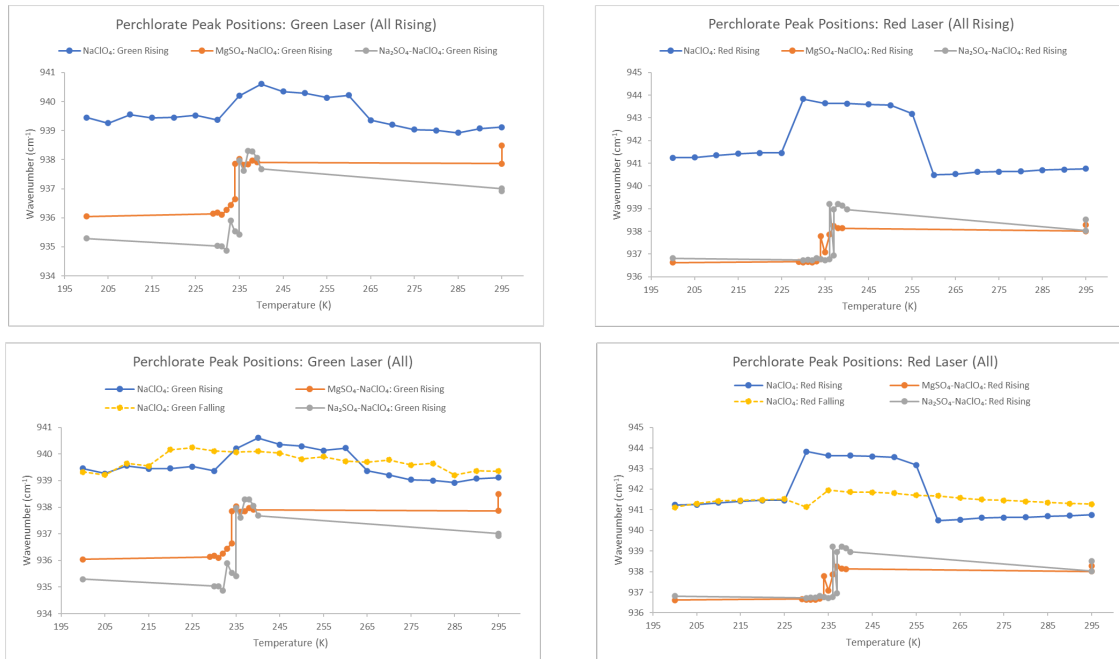 Perchlorate Peak Positions: Green Laser (All Rising)
NaClO₄: Green Rising MgSO₄-NaClO₄: Green Rising Na₂SO₄-NaClO₄: Green Rising
941
940
939
938
937
936
935
934
Wavenumber (cm⁻¹)
195 205 215 225 235 245 255 265 275 285 295
Temperature (K)
Perchlorate Peak Positions: Red Laser (All Rising)
NaClO₄: Red Rising MgSO₄-NaClO₄: Red Rising Na₂SO₄-NaClO₄: Red Rising
945
944
943
942
941
940
939
938
937
936
Wavenumber (cm⁻¹)
195 205 215 225 235 245 255 265 275 285 295
Temperature (K)
Perchlorate Peak Positions: Green Laser (All)
NaClO₄: Green Rising MgSO₄-NaClO₄: Green Rising
NaClO₄: Green Falling Na₂SO₄-NaClO₄: Green Rising
941
940
939
938
937
936
935
934
Wavenumber (cm⁻¹)
195 205 215 225 235 245 255 265 275 285 295
Temperature (K)
Perchlorate Peak Positions: Red Laser (All)
NaClO₄: Red Rising MgSO₄-NaClO₄: Red Rising
NaClO₄: Red Falling Na₂SO₄-NaClO₄: Red Rising
945
944
943
942
941
940
939
938
937
936
Wavenumber (cm⁻¹)
195 205 215 225 235 245 255 265 275 285 295
Temperature (K)